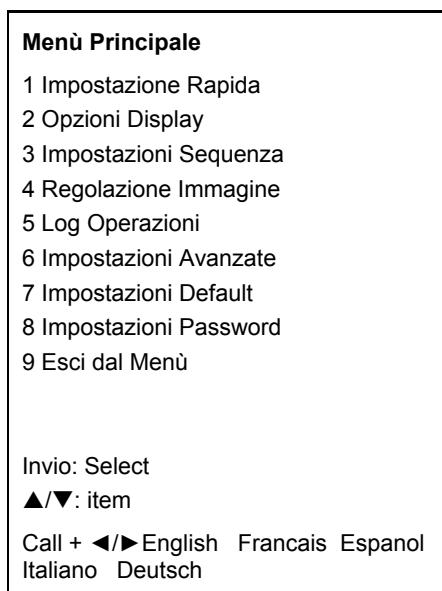 Menù Principale
1 Impostazione Rapida
2 Opzioni Display
3 Impostazioni Sequenza
4 Regolazione Immagine
5 Log Operazioni
6 Impostazioni Avanzate
7 Impostazioni Default
8 Impostazioni Password
9 Esci dal Menù
Invio: Select
▲/▼: item
Call + ◄/►English Francais Espanol
Italiano Deutsch